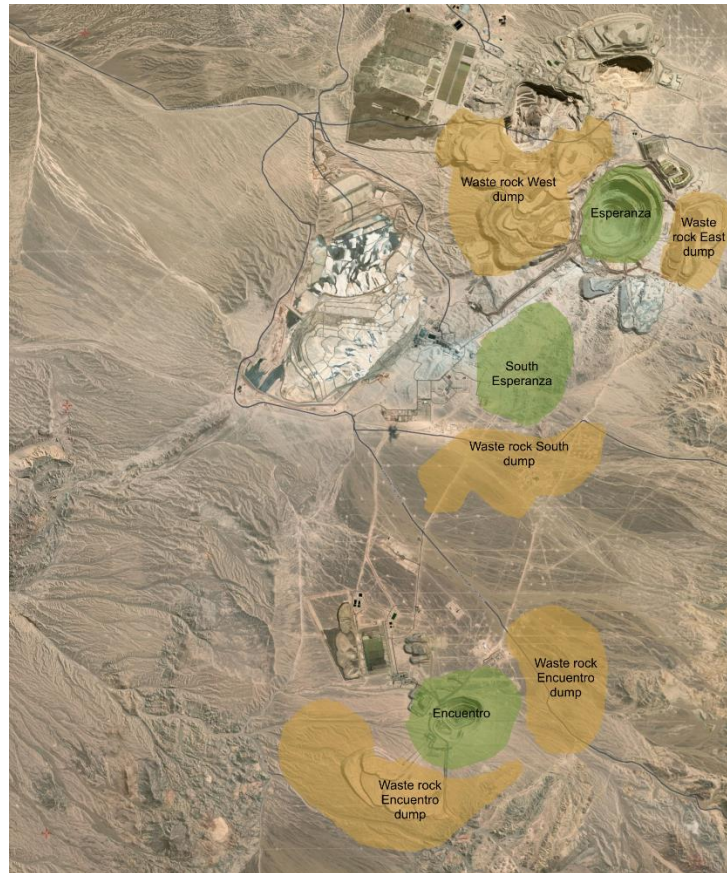 Waste rock West
dump
Esperanza
Waste
rock East
dump
South
Esperanza
Waste rock South
dump
Waste rock
Encuentro
dump
Encuentro
Waste rock
Encuentro
dump